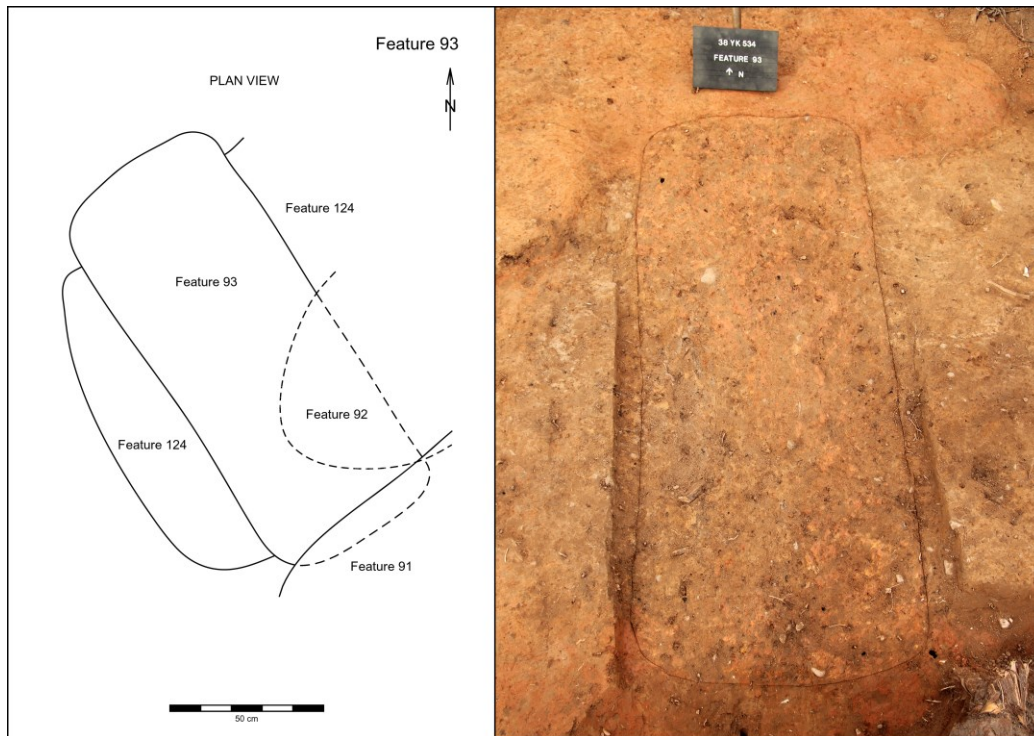 Feature 93
PLAN VIEW
N
Feature 124
Feature 93
Feature 92
Feature 124
Feature 91
50 cm
38 YK 534
FEATURE 93
↑ N